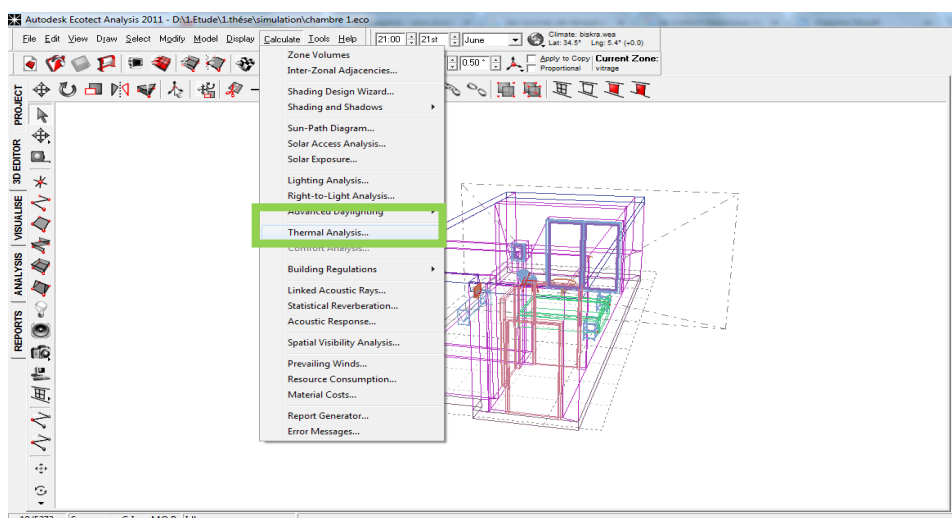 Autodesk Ecotect Analysis 2011 - D:\1.Etude\1.thése\simulation\chambre 1.eco
File Edit View Draw Select Modify Model Display Calculate Tools Help 21:00 21st June Climate: biskra.wea
Lat: 34.5° Lng: 5.4° (+0.0)
0.50 ° Apply to Copy Current Zone:
Proportional vitrage
PROJECT
3D EDITOR
VISUALISE
ANALYSIS
REPORTS
Zone Volumes
Inter-Zonal Adjacencies...
Shading Design Wizard...
Shading and Shadows
Sun-Path Diagram...
Solar Access Analysis...
Solar Exposure...
Lighting Analysis...
Right-to-Light Analysis...
Advanced Daylighting
Thermal Analysis...
Comfort Analysis...
Building Regulations
Linked Acoustic Rays...
Statistical Reverberation...
Acoustic Response...
Spatial Visibility Analysis...
Prevailing Winds...
Resource Consumption...
Material Costs...
Report Generator...
Error Messages...